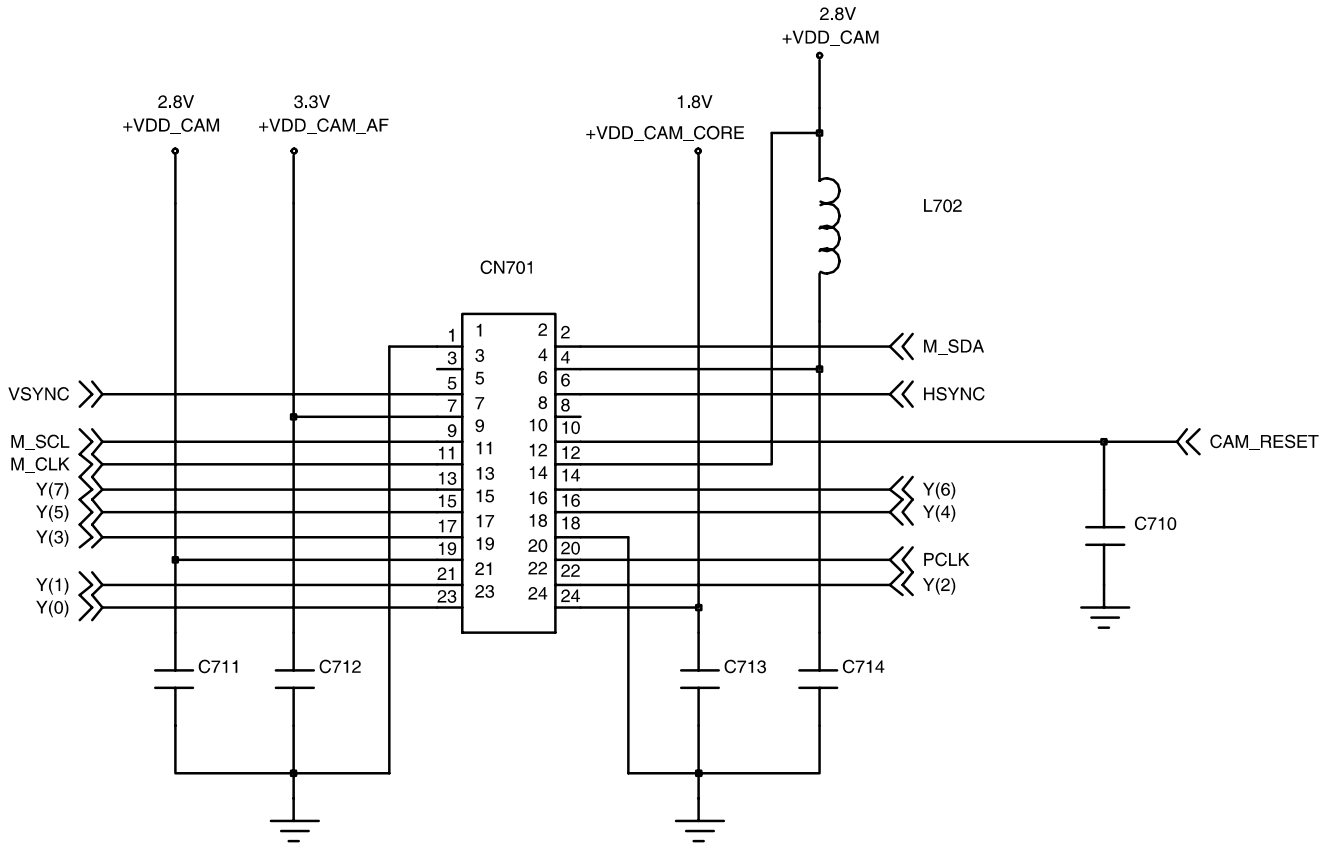 2.8V
+VDD_CAM
2.8V
+VDD_CAM
3.3V
+VDD_CAM_AF
1.8V
+VDD_CAM_CORE
L702
CN701
1 1 2 2
M_SDA
3 3 4 4
VSYNC
5 5 6 6
HSYNC
7 7 8 8
M_SCL
9 9 10 10
CAM_RESET
M_CLK
11 11 12 12
Y(7)
13 13 14 14
Y(6)
Y(5)
15 15 16 16
Y(4)
Y(3)
17 17 18 18
C710
19 19 20 20
PCLK
Y(1)
21 21 22 22
Y(2)
Y(0)
23 23 24 24
C711
C712
C713
C714